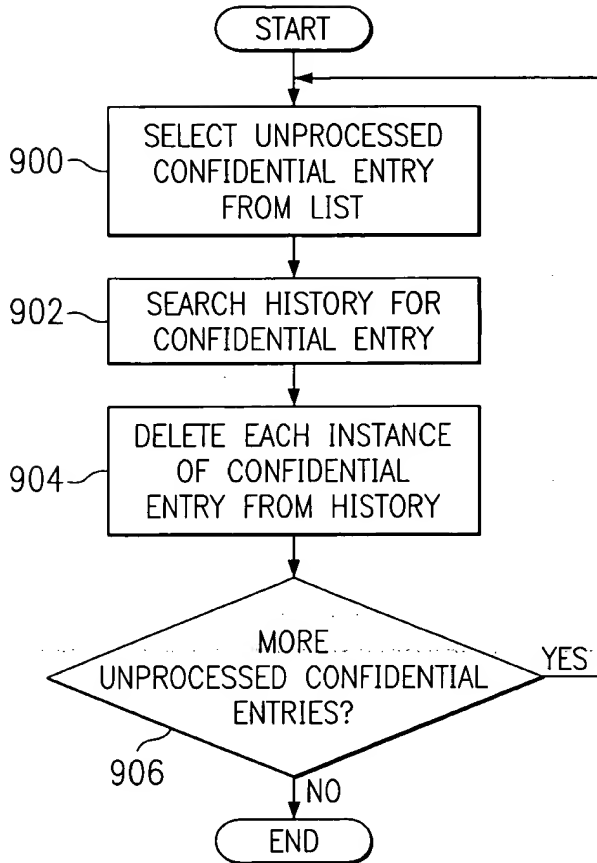 START
900
SELECT UNPROCESSED
CONFIDENTIAL ENTRY
FROM LIST
902
SEARCH HISTORY FOR
CONFIDENTIAL ENTRY
904
DELETE EACH INSTANCE
OF CONFIDENTIAL
ENTRY FROM HISTORY
MORE
UNPROCESSED CONFIDENTIAL
ENTRIES?
YES
906
NO
END